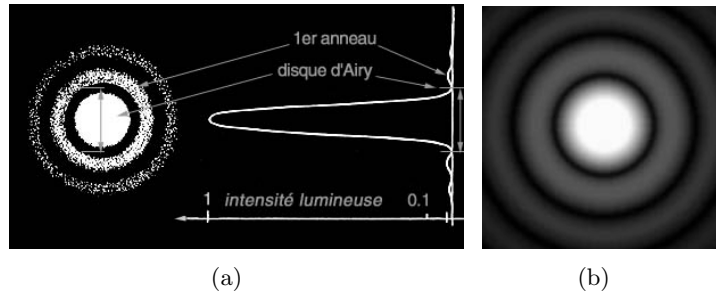 1er anneau
disque d'Airy
1 intensité lumineuse 0.1
(a)
(b)